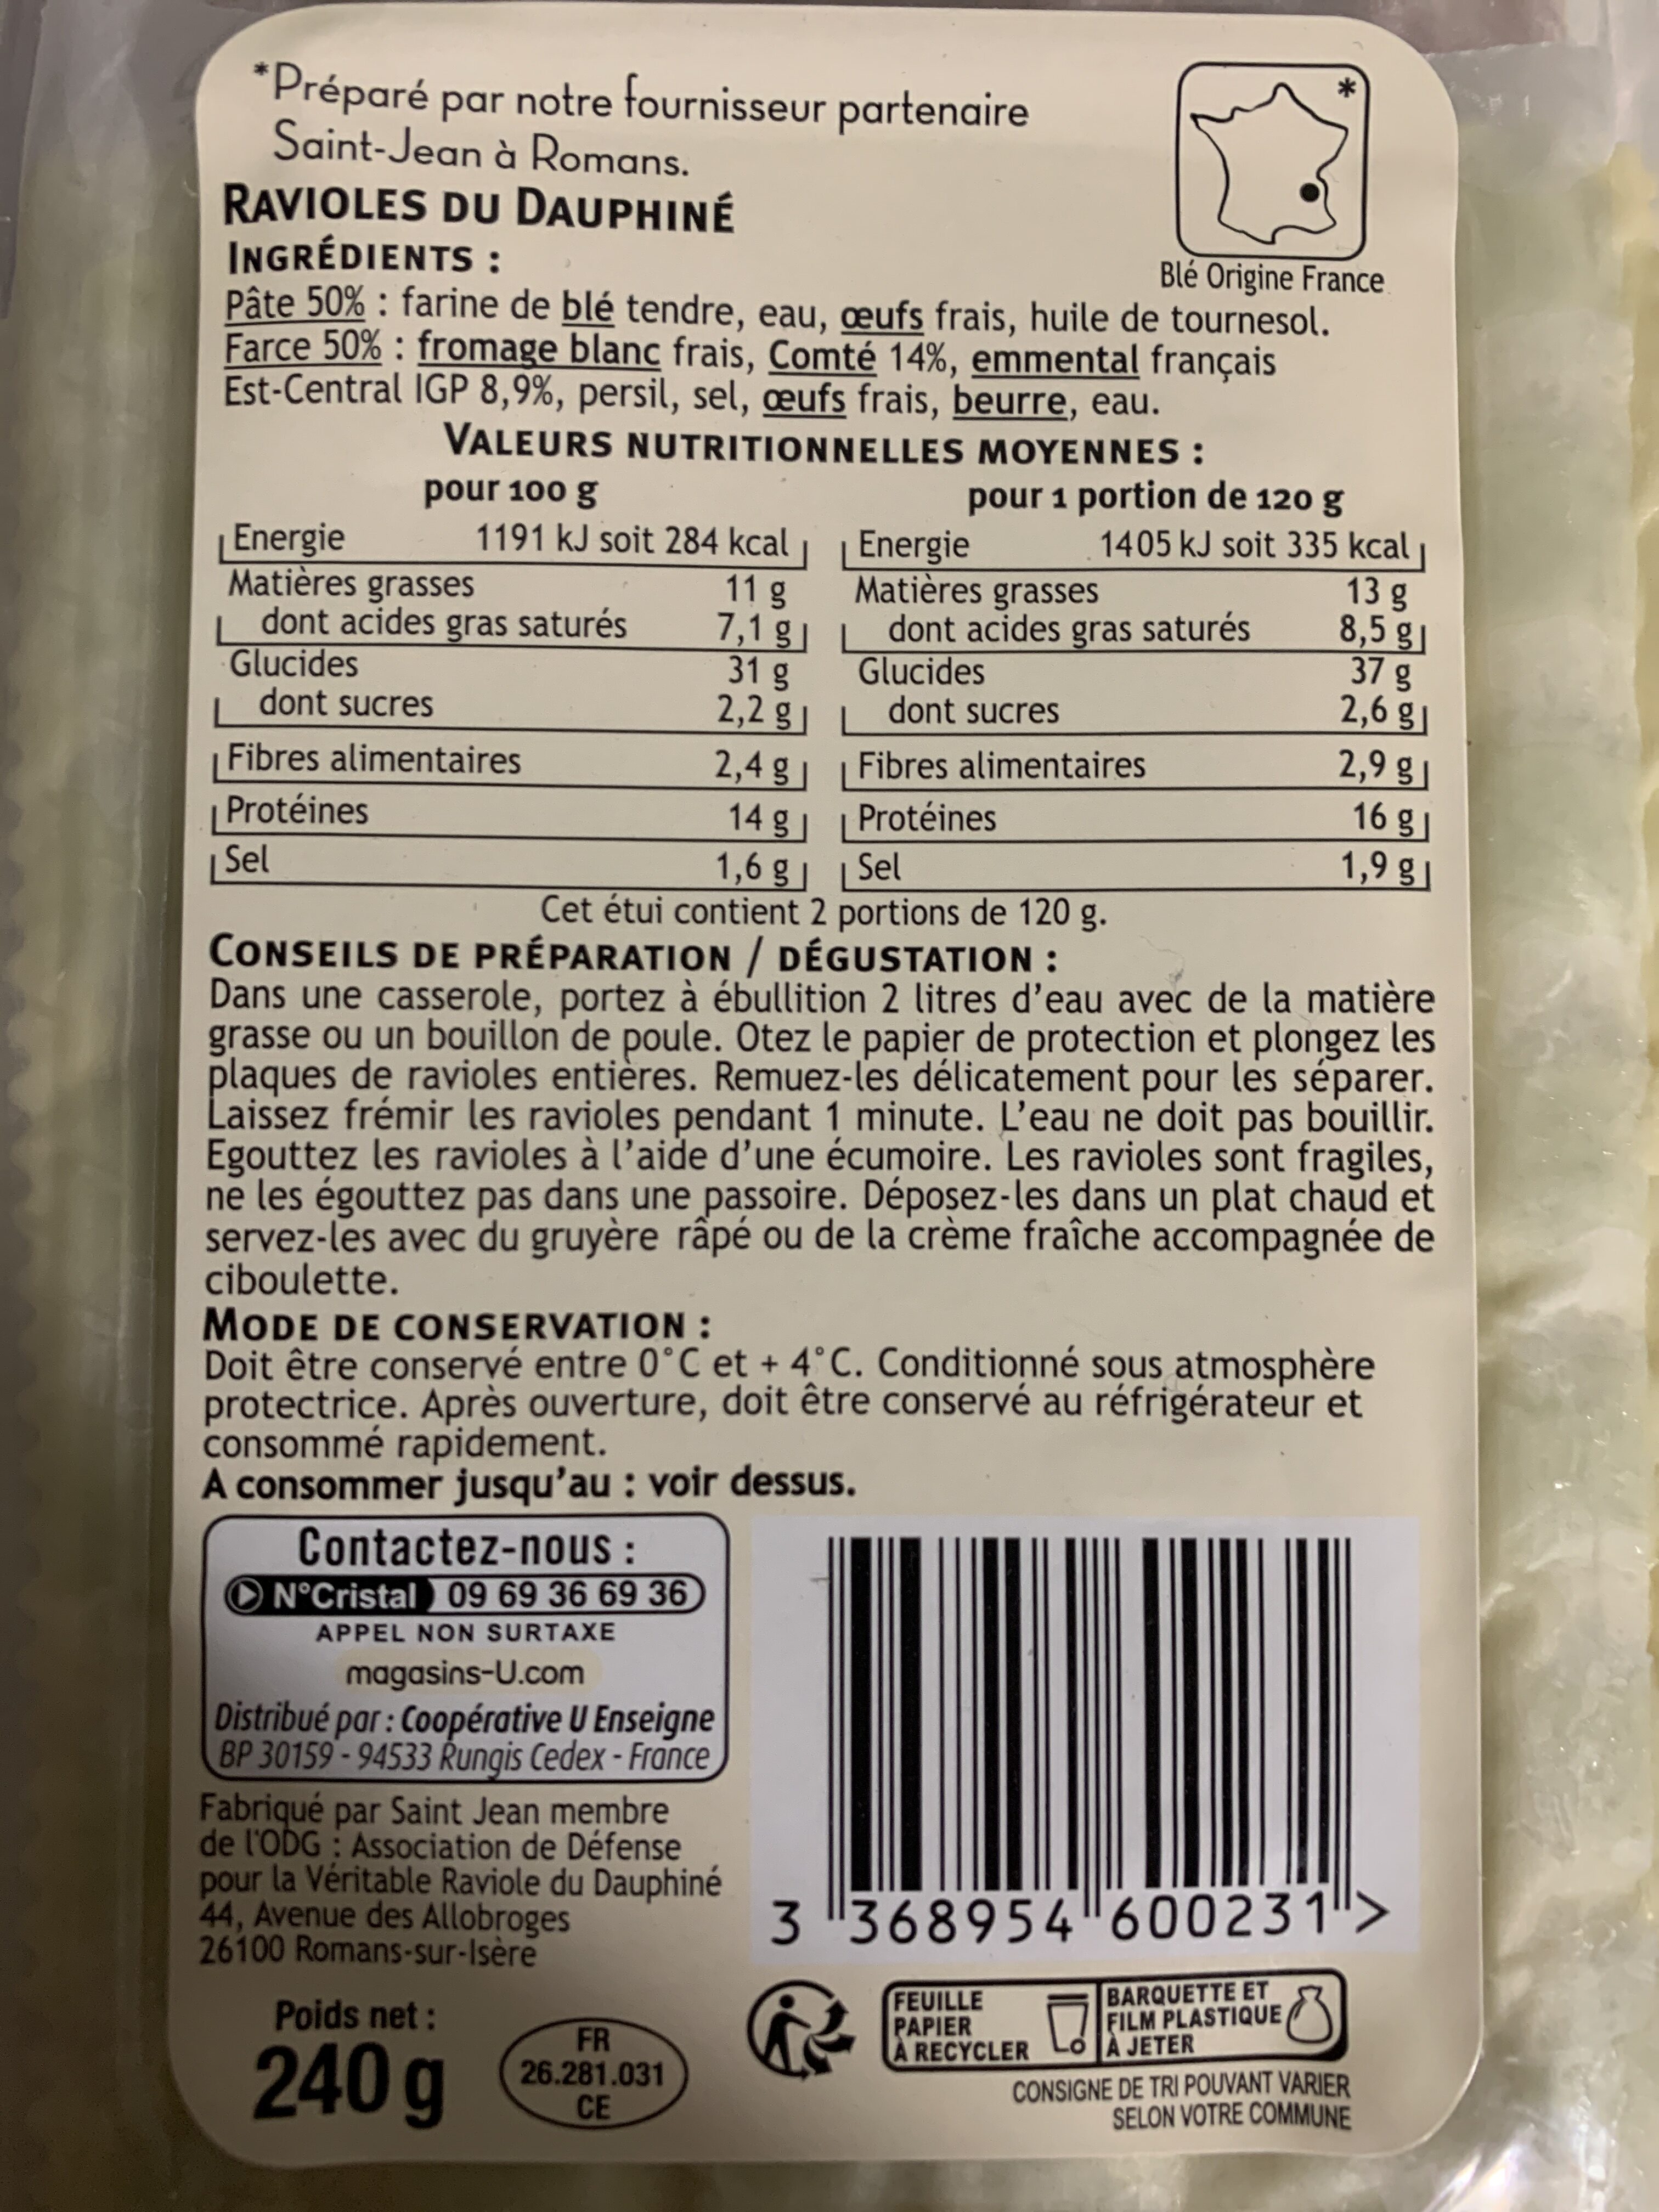 *Préparé par notre fournisseur partenaire
Saint-Jean à Romans.
*
Blé Origine France
RAVIOLES DU DAUPHINÉ
INGRÉDIENTS :
Pâte 50% : farine de blé tendre, eau, œufs frais, huile de tournesol.
Farce 50% : fromage blanc frais, Comté 14%, emmental français
Est-Central IGP 8,9%, persil, sel, œufs frais, beurre, eau.
VALEURS NUTRITIONNELLES MOYENNES :
pour 100 g
Energie 1191 kJ soit 284 kcal
Matières grasses 11 g
dont acides gras saturés 7,1 g
Glucides 31 g
dont sucres 2,2 g
Fibres alimentaires 2,4 g
Protéines 14 g
Sel 1,6 g
pour 1 portion de 120 g
Energie 1405 kJ soit 335 kcal
Matières grasses 13 g
dont acides gras saturés 8,5 g
Glucides 37 g
dont sucres 2,6 g
Fibres alimentaires 2,9 g
Protéines 16 g
Sel 1,9 g
Cet étui contient 2 portions de 120 g.
CONSEILS DE PRÉPARATION / DÉGUSTATION :
Dans une casserole, portez à ébullition 2 litres d'eau avec de la matière
grasse ou un bouillon de poule. Otez le papier de protection et plongez les
plaques de ravioles entières. Remuez-les délicatement pour les séparer.
Laissez frémir les ravioles pendant 1 minute. L'eau ne doit pas bouillir.
Egouttez les ravioles à l'aide d'une écumoire. Les ravioles sont fragiles,
ne les égouttez pas dans une passoire. Déposez-les dans un plat chaud et
servez-les avec du gruyère râpé ou de la crème fraîche accompagnée de
ciboulette.
MODE DE CONSERVATION :
Doit être conservé entre 0°C et + 4°C. Conditionné sous atmosphère
protectrice. Après ouverture, doit être conservé au réfrigérateur et
consommé rapidement.
A consommer jusqu'au : voir dessus.
Contactez-nous :
N°Cristal 09 69 36 69 36
APPEL NON SURTAXE
magasins-U.com
Distribué par : Coopérative U Enseigne
BP 30159 - 94533 Rungis Cedex - France
Fabriqué par Saint Jean membre
de l'ODG : Association de Défense
pour la Véritable Raviole du Dauphiné
44, Avenue des Allobroges
26100 Romans-sur-Isère
3 368954 600231 >
Poids net :
240 g
FR
26.281.031
CE
FEUILLE
PAPIER
À RECYCLER
BARQUETTE ET
FILM PLASTIQUE
À JETER
CONSIGNE DE TRI POUVANT VARIER
SELON VOTRE COMMUNE